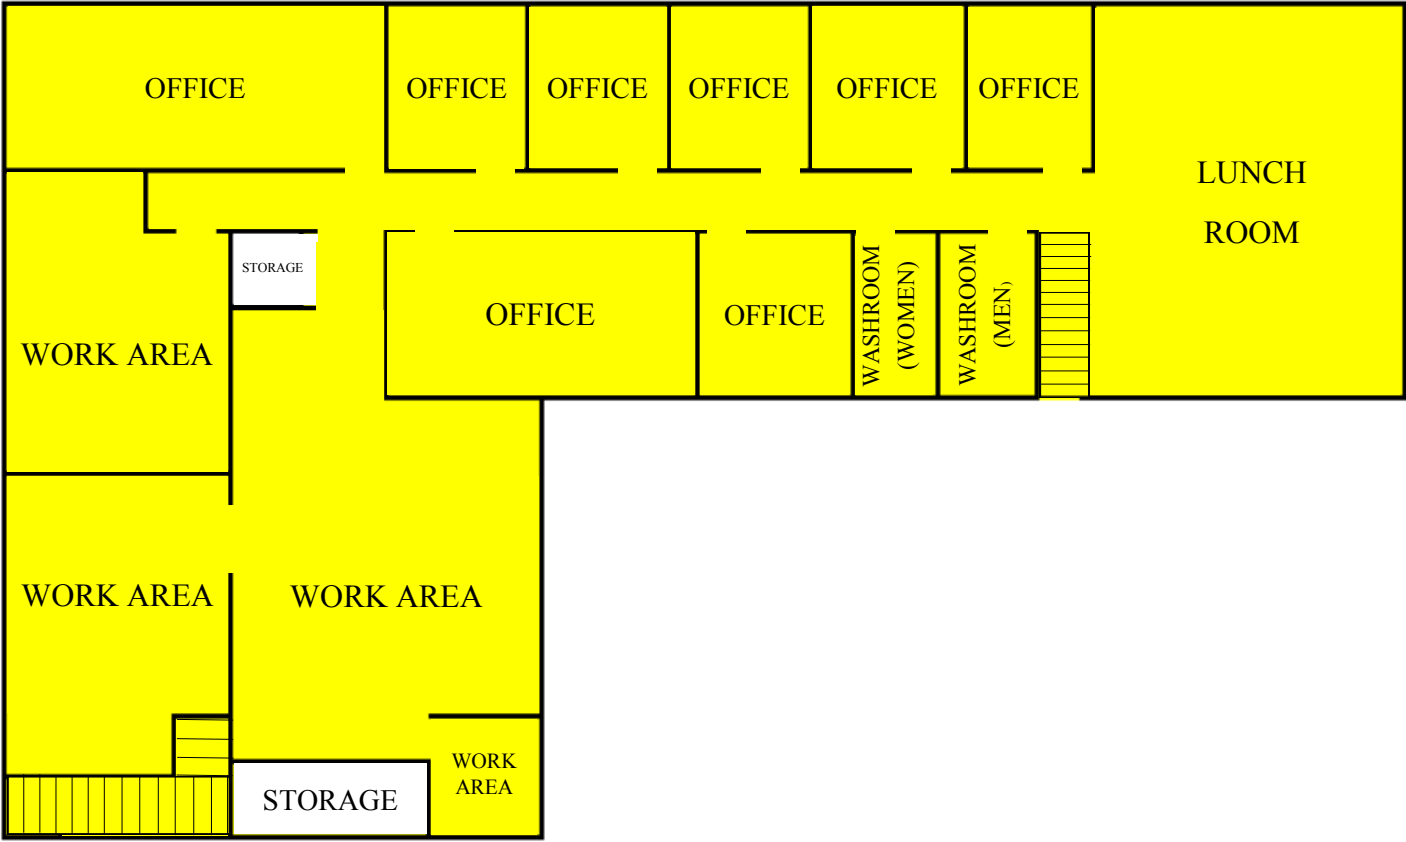 OFFICE
OFFICE
OFFICE
OFFICE
OFFICE
OFFICE
LUNCH
ROOM
STORAGE
OFFICE
OFFICE
WASHROOM
(WOMEN)
WASHROOM
(MEN)
WORK AREA
WORK AREA
WORK AREA
WORK
AREA
STORAGE